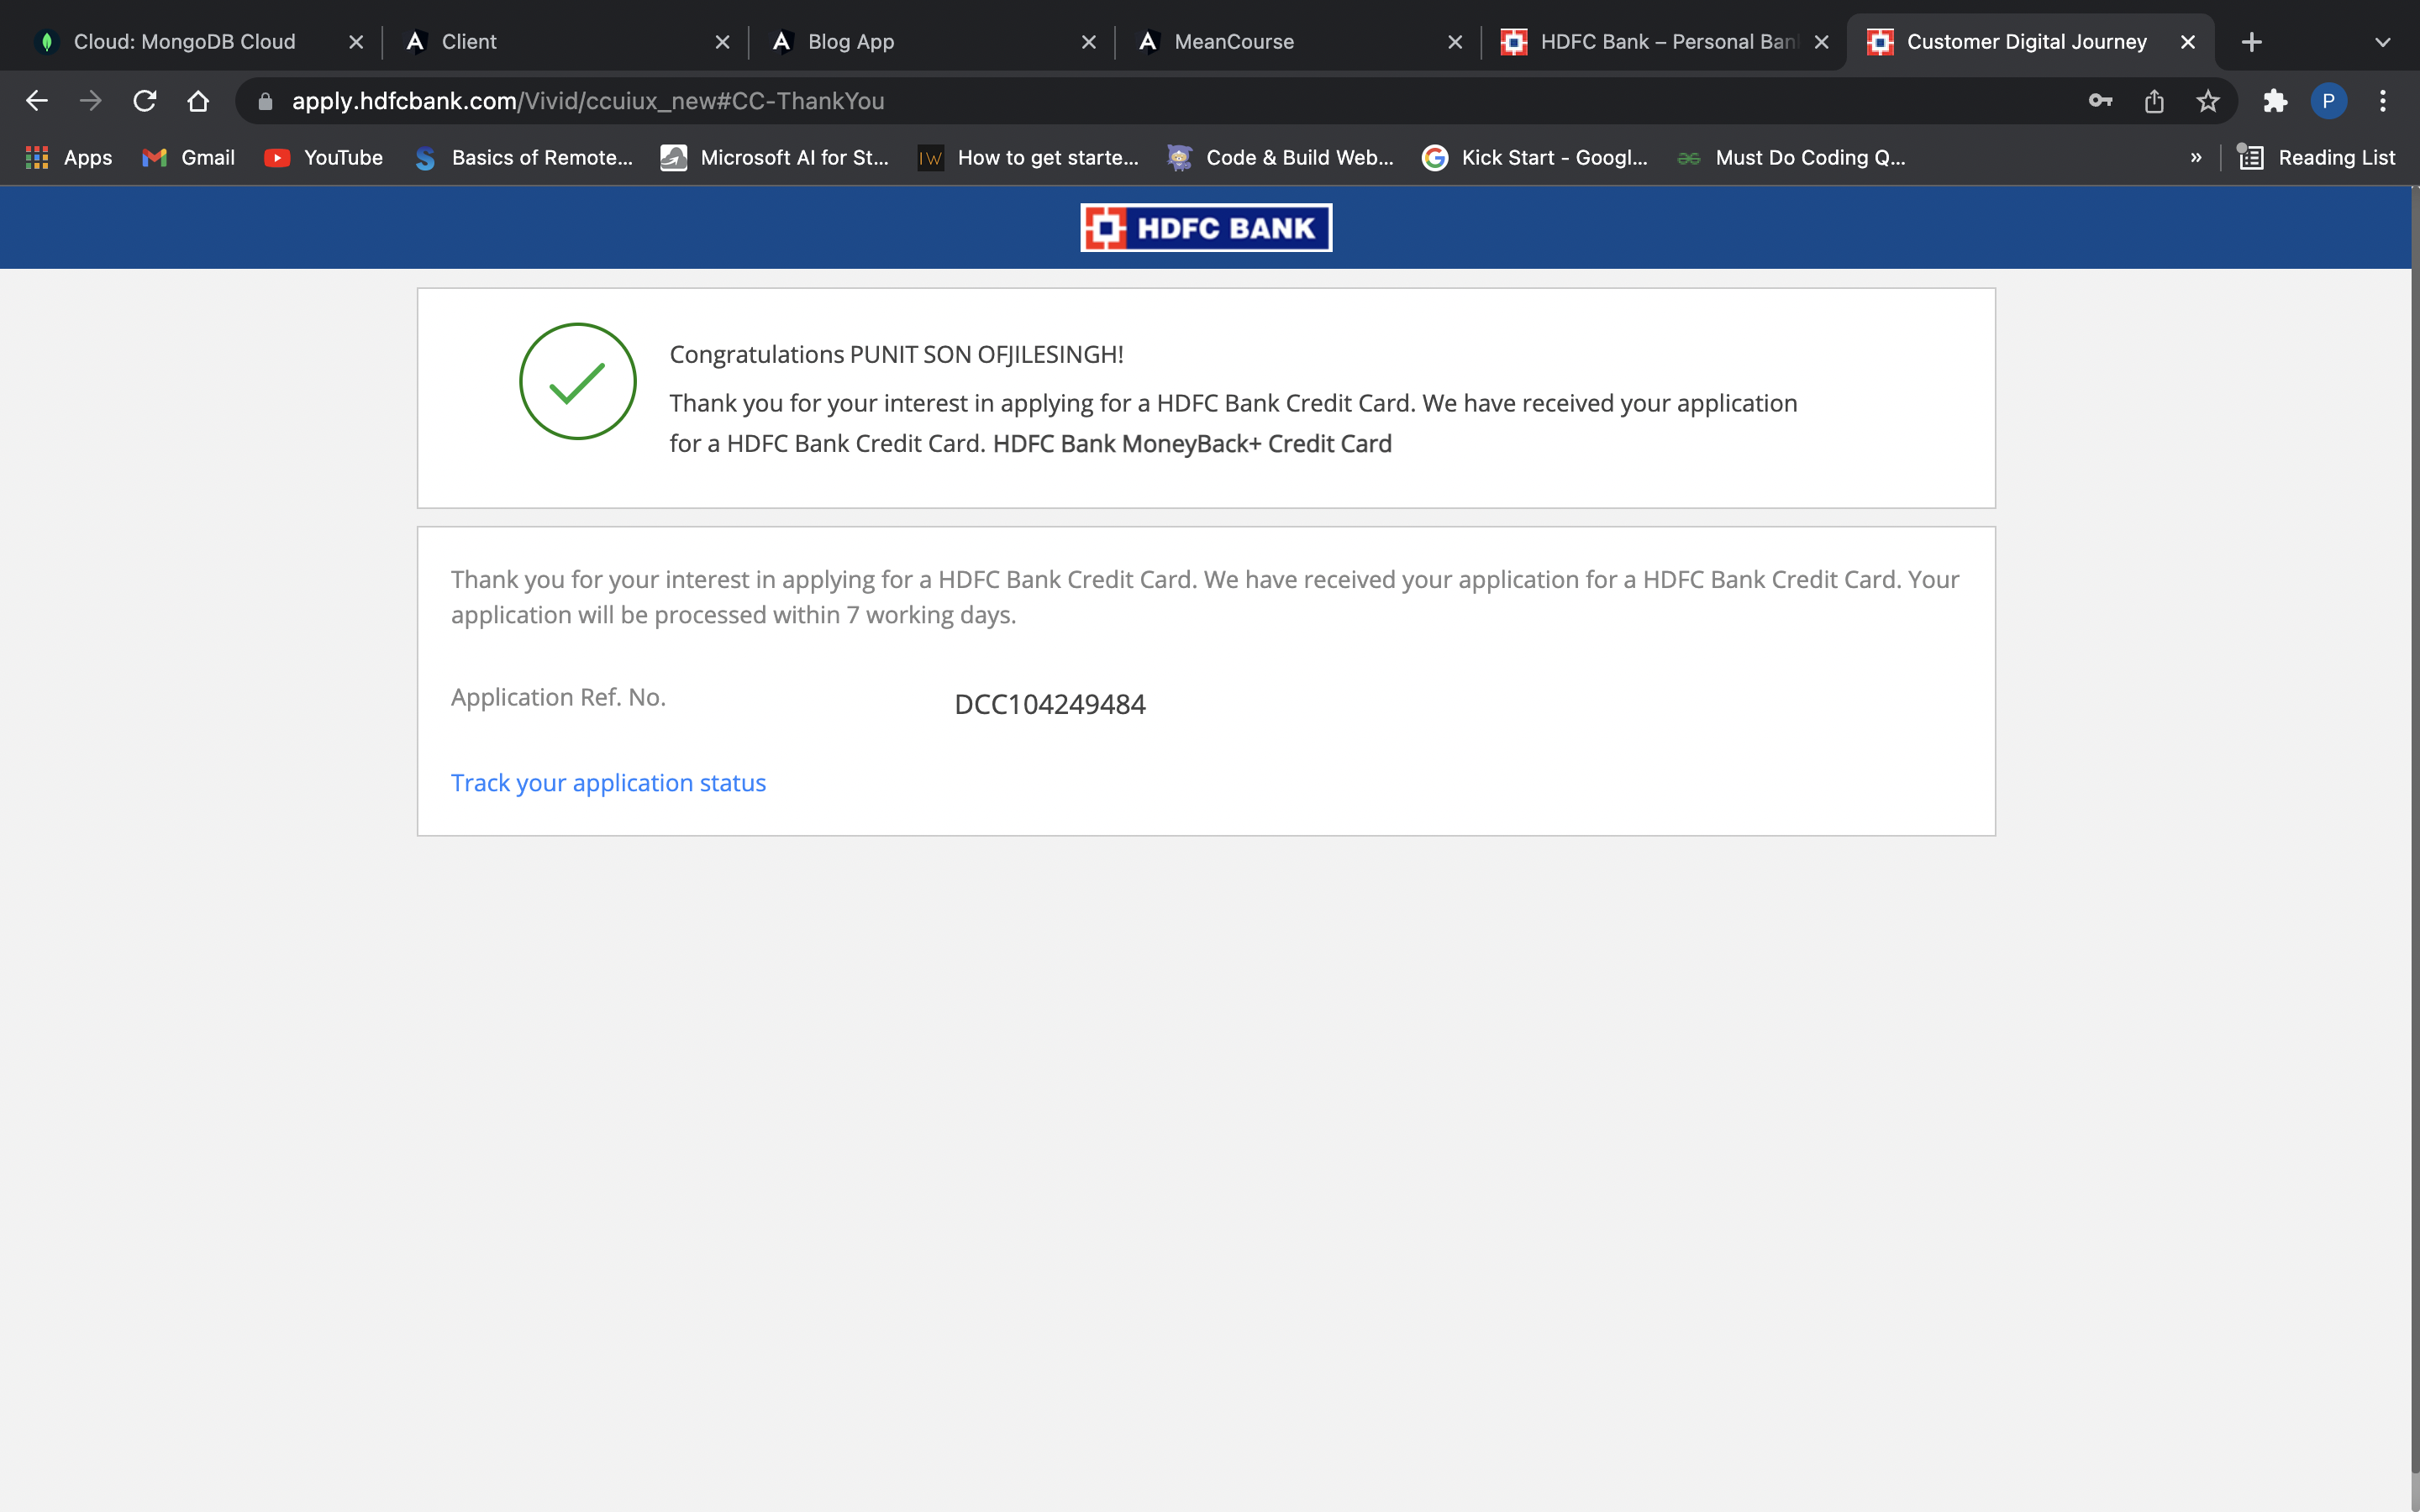 Cloud: MongoDB Cloud
Client
Blog App
MeanCourse
HDFC Bank – Personal Ban
Customer Digital Journey
apply.hdfcbank.com/Vivid/ccuiux_new#CC-ThankYou
P
Apps
Gmail
YouTube
Basics of Remote...
Microsoft AI for St...
How to get starte...
Code & Build Web...
Kick Start - Googl...
Must Do Coding Q...
»
Reading List
HDFC BANK
Congratulations PUNIT SON OFJILESINGH!
Thank you for your interest in applying for a HDFC Bank Credit Card. We have received your application
for a HDFC Bank Credit Card. HDFC Bank MoneyBack+ Credit Card
Thank you for your interest in applying for a HDFC Bank Credit Card. We have received your application for a HDFC Bank Credit Card. Your
application will be processed within 7 working days.
Application Ref. No.
DCC104249484
Track your application status